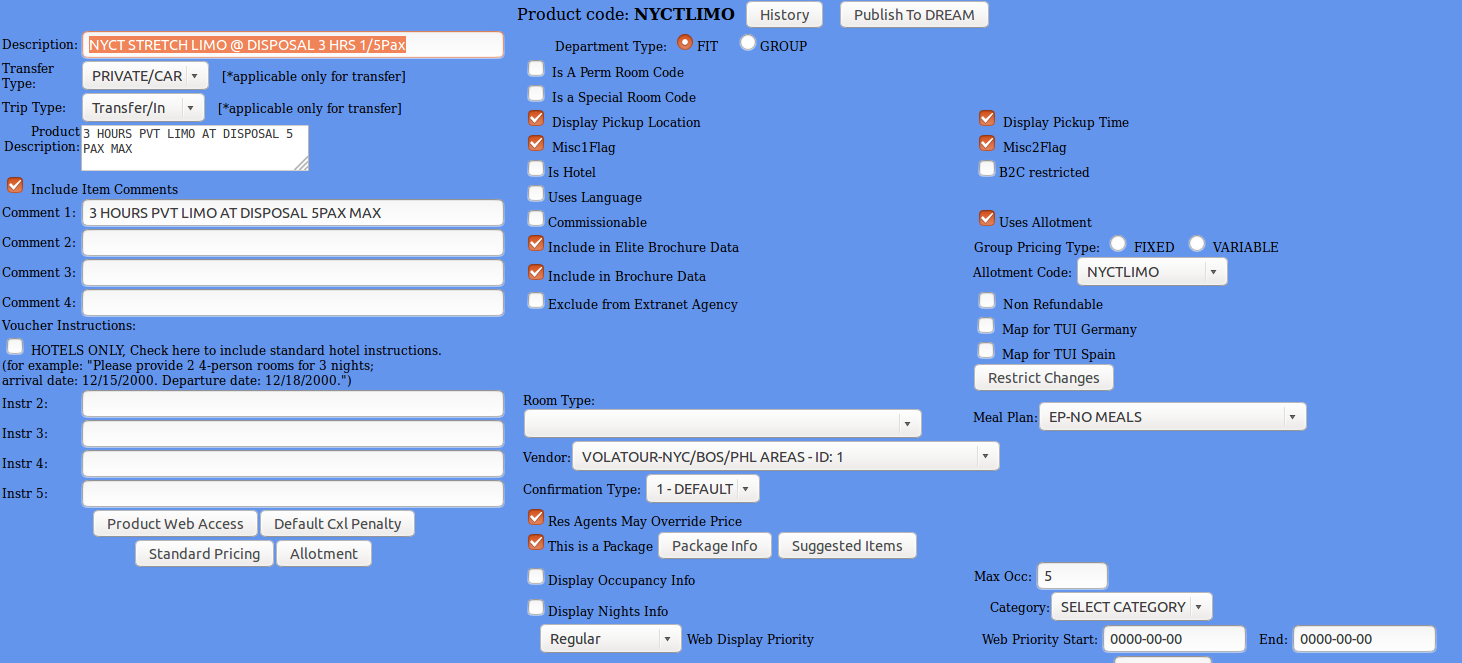 Product code: NYCTLIMO History Publish To DREAM
Description: NYCT STRETCH LIMO @ DISPOSAL 3 HRS 1/5Pax
Transfer Type: PRIVATE/CAR [*applicable only for transfer]
Trip Type: Transfer/In [*applicable only for transfer]
Product Description: 3 HOURS PVT LIMO AT DISPOSAL 5
PAX MAX
Include Item Comments
Comment 1: 3 HOURS PVT LIMO AT DISPOSAL 5PAX MAX
Comment 2:
Comment 3:
Comment 4:
Voucher Instructions:
HOTELS ONLY, Check here to include standard hotel instructions.
(for example: "Please provide 2 4-person rooms for 3 nights;
arrival date: 12/15/2000. Departure date: 12/18/2000.")
Instr 2:
Instr 3:
Instr 4:
Instr 5:
Product Web Access Default Cxl Penalty
Standard Pricing Allotment
Department Type: FIT GROUP
Is A Perm Room Code
Is a Special Room Code
Display Pickup Location
Misc1Flag
Is Hotel
Uses Language
Commissionable
Include in Elite Brochure Data
Include in Brochure Data
Exclude from Extranet Agency
Display Pickup Time
Misc2Flag
B2C restricted
Uses Allotment
Group Pricing Type: FIXED VARIABLE
Allotment Code: NYCTLIMO
Non Refundable
Map for TUI Germany
Map for TUI Spain
Restrict Changes
Room Type:
Meal Plan: EP-NO MEALS
Vendor: VOLATOUR-NYC/BOS/PHL AREAS - ID: 1
Confirmation Type: 1 - DEFAULT
Res Agents May Override Price
This is a Package Package Info Suggested Items
Display Occupancy Info
Max Occ: 5
Display Nights Info
Category: SELECT CATEGORY
Regular Web Display Priority
Web Priority Start: 0000-00-00 End: 0000-00-00